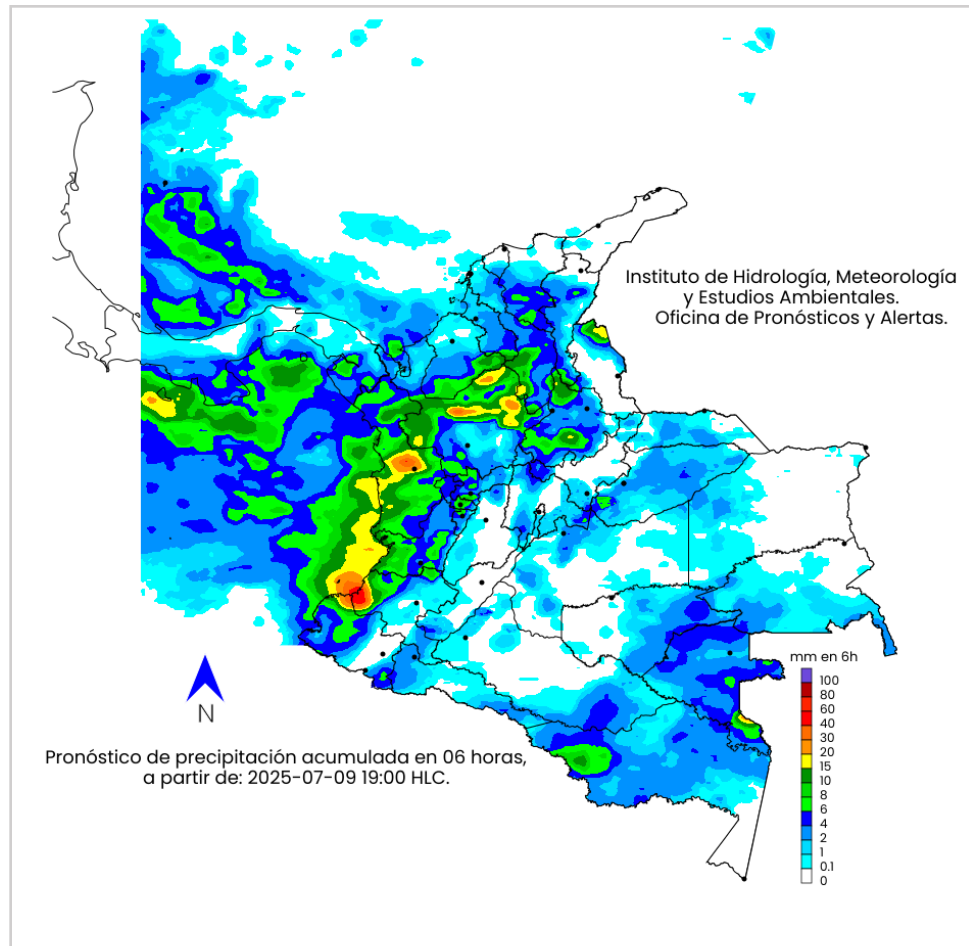 Instituto de Hidrología, Meteorología
y Estudios Ambientales.
Oficina de Pronósticos y Alertas.
mm en 6h
100
80
60
40
30
20
15
10
8
6
4
2
1
0.1
0
N
Pronóstico de precipitación acumulada en 06 horas,
a partir de: 2025-07-09 19:00 HLC.